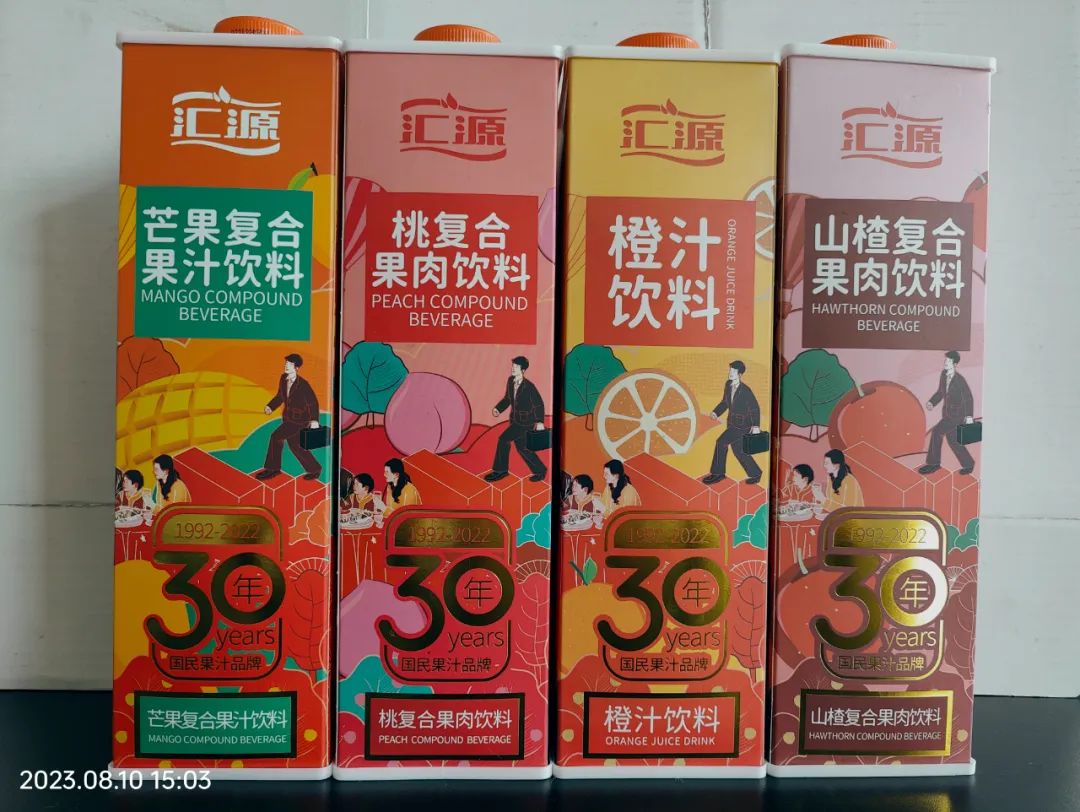 汇源
芒果复合
果汁饮料
MANGO COMPOUND
BEVERAGE
1992-2022
30年
years
国民果汁品牌
芒果复合果汁饮料
MANGO COMPOUND BEVERAGE
汇源
桃复合
果肉饮料
PEACH COMPOUND
BEVERAGE
1992-2022
30年
years
国民果汁品牌
桃复合果肉饮料
PEACH COMPOUND BEVERAGE
汇源
橙汁
饮料
ORANGE JUICE DRINK
1992-2022
30年
years
国民果汁品牌
橙汁饮料
ORANGE JUICE DRINK
汇源
山楂复合
果肉饮料
HAWTHORN COMPOUND
BEVERAGE
1992-2022
30年
years
国民果汁品牌
山楂复合果肉饮料
HAWTHORN COMPOUND BEVERAGE
2023.08.10 15:03